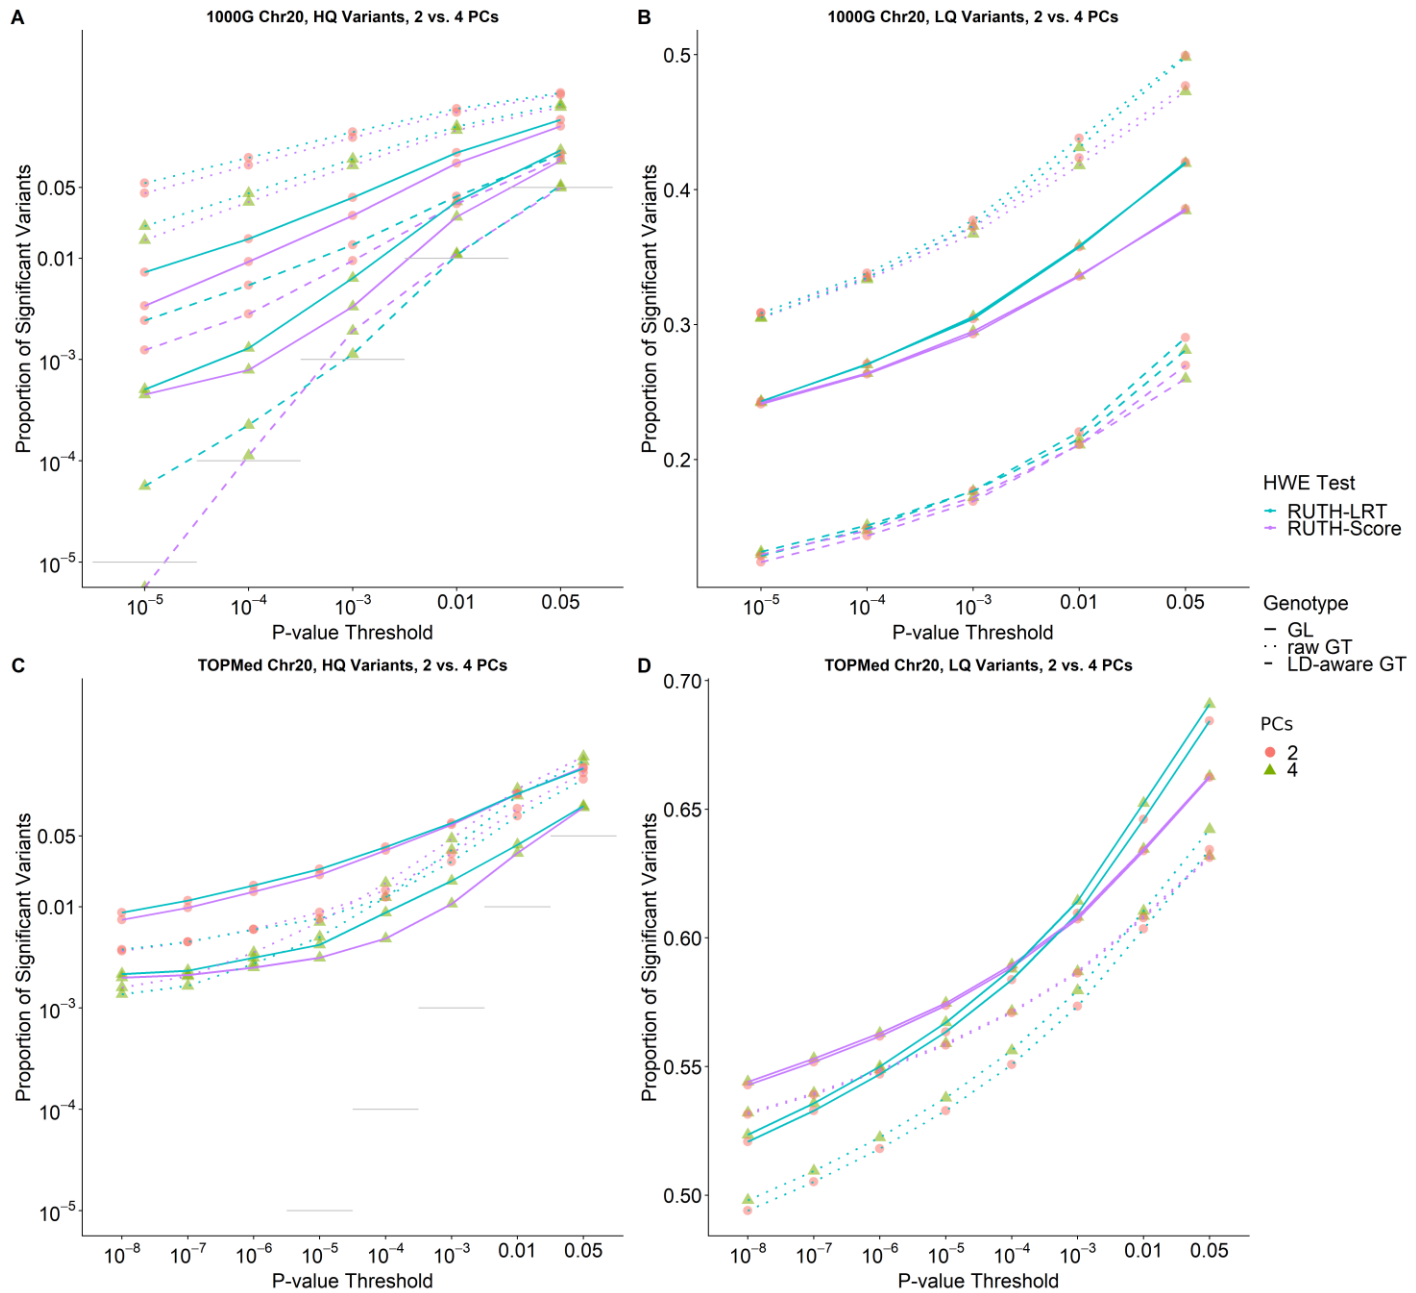 A
1000G Chr20, HQ Variants, 2 vs. 4 PCs
Proportion of Significant Variants
0.05
0.01
10⁻³
10⁻⁴
10⁻⁵
10⁻⁵ 10⁻⁴ 10⁻³ 0.01 0.05
P-value Threshold
B
1000G Chr20, LQ Variants, 2 vs. 4 PCs
Proportion of Significant Variants
0.5
0.4
0.3
0.2
10⁻⁵ 10⁻⁴ 10⁻³ 0.01 0.05
P-value Threshold
HWE Test
RUTH-LRT
RUTH-Score
Genotype
GL
raw GT
LD-aware GT
PCs
2
4
C
TOPMed Chr20, HQ Variants, 2 vs. 4 PCs
Proportion of Significant Variants
0.05
0.01
10⁻³
10⁻⁴
10⁻⁵
10⁻⁸ 10⁻⁷ 10⁻⁶ 10⁻⁵ 10⁻⁴ 10⁻³ 0.01 0.05
P-value Threshold
D
TOPMed Chr20, LQ Variants, 2 vs. 4 PCs
Proportion of Significant Variants
0.70
0.65
0.60
0.55
0.50
10⁻⁸ 10⁻⁷ 10⁻⁶ 10⁻⁵ 10⁻⁴ 10⁻³ 0.01 0.05
P-value Threshold